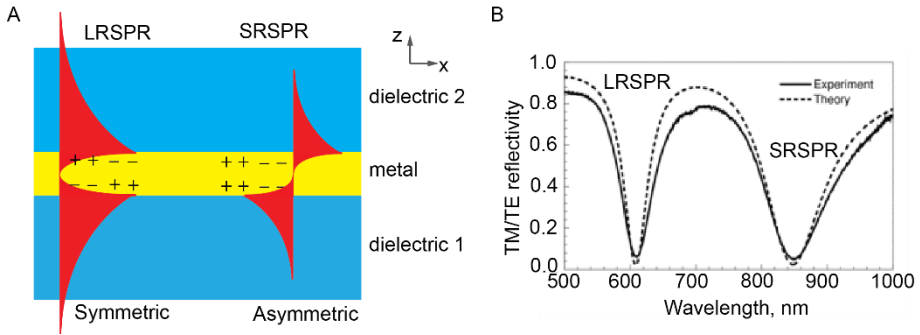 A
LRSPR
SRSPR
z
x
dielectric 2
+ + − −
+ + − −
metal
− − + +
+ + − −
dielectric 1
Symmetric
Asymmetric
B
TM/TE reflectivity
1.0
0.8
0.6
0.4
0.2
0.0
LRSPR
Experiment
Theory
SRSPR
500
600
700
800
900
1000
Wavelength, nm